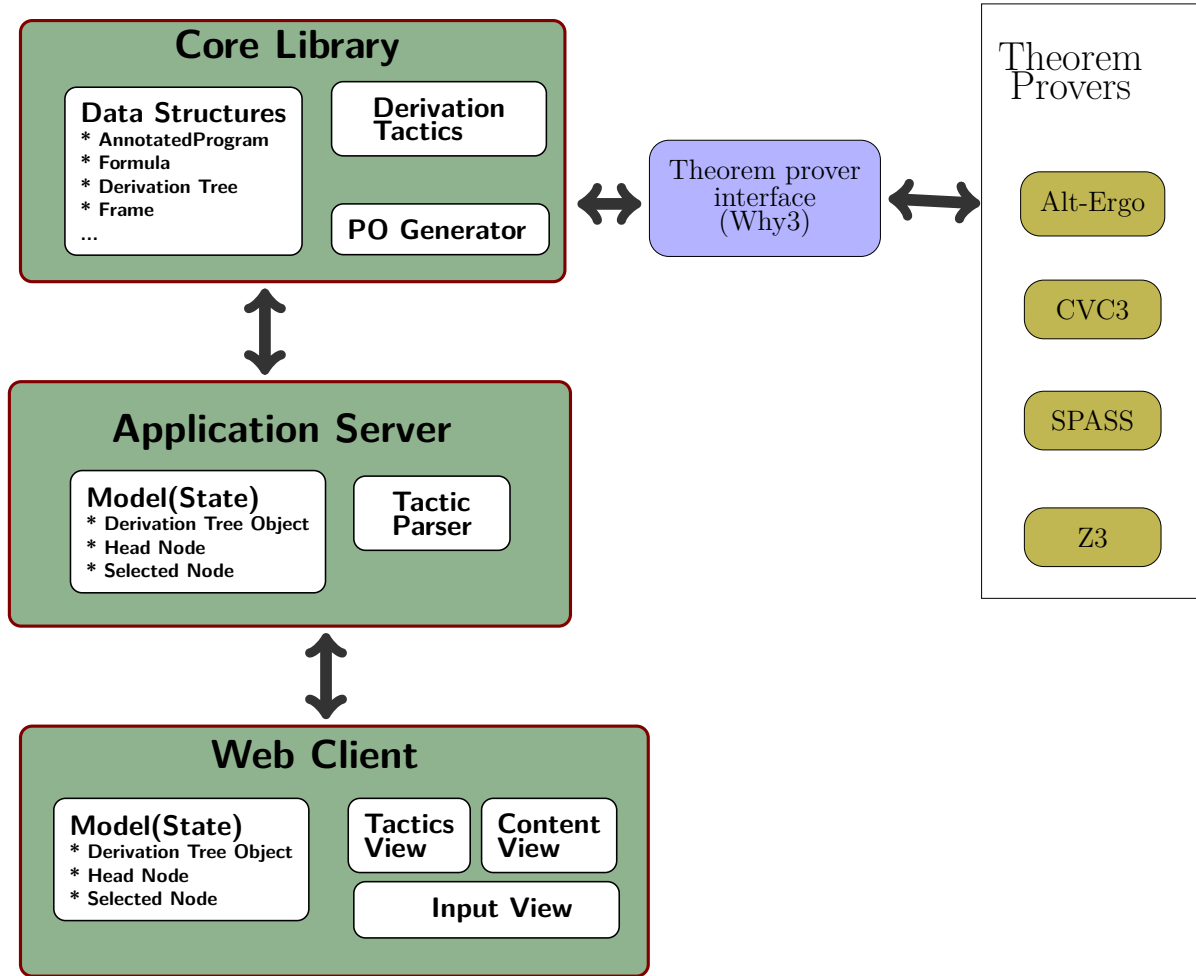 Core Library
Data Structures
* AnnotatedProgram
* Formula
* Derivation Tree
* Frame
...
Derivation
Tactics
PO Generator
Theorem prover
interface
(Why3)
Theorem
Provers
Alt-Ergo
CVC3
SPASS
Z3
Application Server
Model(State)
* Derivation Tree Object
* Head Node
* Selected Node
Tactic
Parser
Web Client
Model(State)
* Derivation Tree Object
* Head Node
* Selected Node
Tactics
View
Content
View
Input View